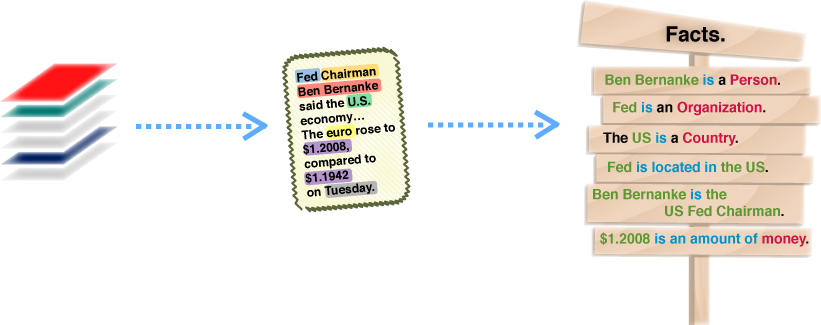 Fed Chairman
Ben Bernanke
said the U.S.
economy...
The euro rose to
$1.2008,
compared to
$1.1942
on Tuesday.
Facts.
Ben Bernanke is a Person.
Fed is an Organization.
The US is a Country.
Fed is located in the US.
Ben Bernanke is the
US Fed Chairman.
$1.2008 is an amount of money.